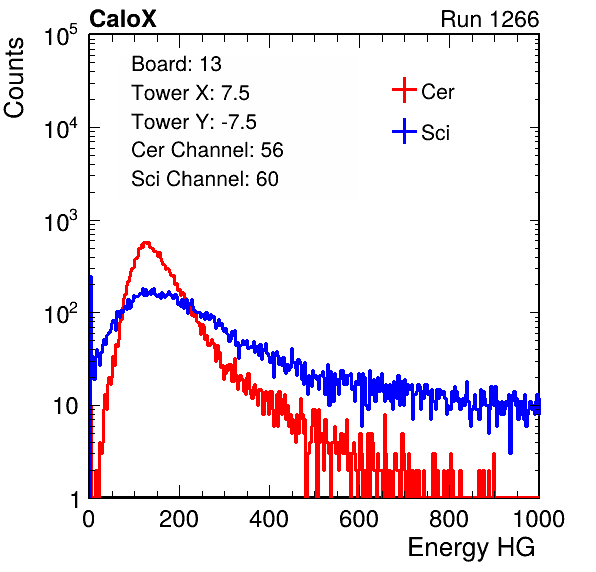 CaloX Run 1266
Counts
10^5
10^4
10^3
10^2
10
1
Board: 13
Tower X: 7.5
Tower Y: -7.5
Cer Channel: 56
Sci Channel: 60
Cer
Sci
0 200 400 600 800 1000
Energy HG